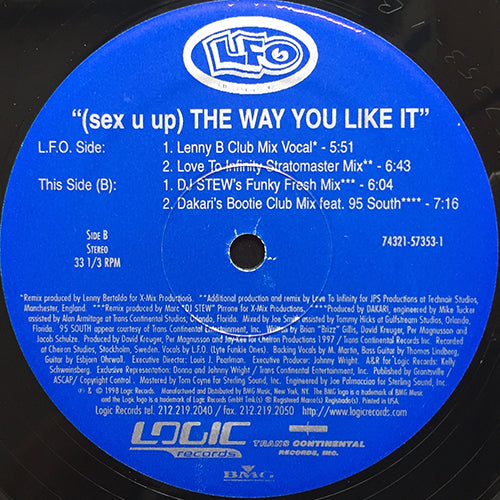 LFO
"(sex u up) THE WAY YOU LIKE IT"
L.F.O. Side: 1. Lenny B Club Mix Vocal* - 5:51
2. Love To Infinity Stratomaster Mix** - 6:43
This Side (B): 1. DJ STEW's Funky Fresh Mix*** - 6:04
2. Dakari's Bootie Club Mix feat. 95 South**** - 7:16
Side B
Stereo
33 1/3 RPM
74321-57353-1
*Remix produced by Lenny Bertoldo for X-Mix Productions. **Additional production and remix by Love To Infinity for JPS Productions at Technoir Studios,
Manchester, England. ***Remix produced by Marc "DJ STEW" Pirrone for X-Mix Productions. ****Produced by DAKARI, engineered by Mike Tucker
assisted by Alan Armitage at Trans Continental Studios, Orlando, Florida. Mixed by Joe Smith assisted by Tommy Hicks at Gulfstream Studios, Orlando,
Florida. 95 SOUTH appear courtesy of Trans Continental Entertainment, Inc. Written by Brian "Brizz" Gillis, David Kreuger, Per Magnusson and
Jacob Schulze. Produced by David Kreuger, Per Magnusson and Jay-Kee for Cheiron Productions 1997 / Trans Continental Records Inc. Recorded
at Cheiron Studios, Stockholm, Sweden. Vocals by L.F.O. (Lyte Funkie Ones). Backing Vocals by M. Martin, Bass Guitar by Thomas Lindberg,
Guitar by Esbjorn Ohrwall. Executive Director: Louis J. Pearlman. Executive Producer: Johnny Wright. A&R for Logic Records: Kelly
Schweinsberg. Exclusive Representation: Donna and Johnny Wright / Trans Continental Entertainment, Inc. Published by Grantsville /
ASCAP/ Copyright Control. Mastered by Tom Coyne for Sterling Sound, Inc. Engineered by Joe Palmaccio for Sterling Sound, Inc.
℗ & © 1998 Logic Records. Manufactured and Distributed by BMG Music, New York, NY. The BMG logo is a trademark of BMG Music
and the Logic logo is a trademark of Logic Records GmbH Tmk(s) ® Registered Marca(s) Registrada(s). Printed in USA.
Logic Records tel. 212.219.2040 / fax. 212.219.2050 http://www.logicrecords.com
LOGIC records TRANS CONTINENTAL RECORDS, INC.
BMG